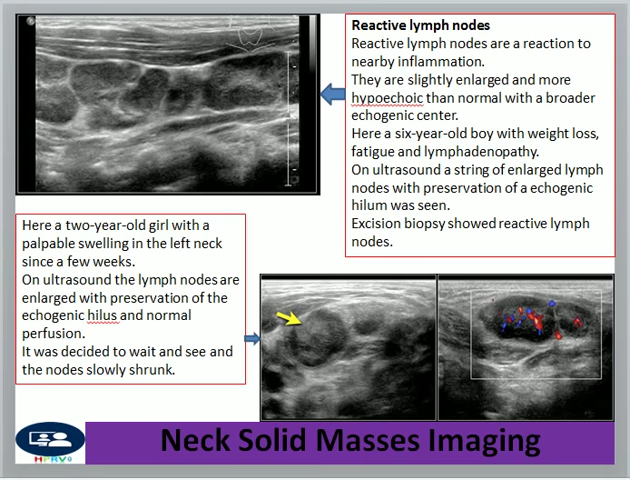 Reactive lymph nodes
Reactive lymph nodes are a reaction to
nearby inflammation.
They are slightly enlarged and more
hypoechoic than normal with a broader
echogenic center.
Here a six-year-old boy with weight loss,
fatigue and lymphadenopathy.
On ultrasound a string of enlarged lymph
nodes with preservation of a echogenic
hilum was seen.
Excision biopsy showed reactive lymph
nodes.
Here a two-year-old girl with a
palpable swelling in the left neck
since a few weeks.
On ultrasound the lymph nodes are
enlarged with preservation of the
echogenic hilus and normal
perfusion.
It was decided to wait and see and
the nodes slowly shrunk.
Neck Solid Masses Imaging